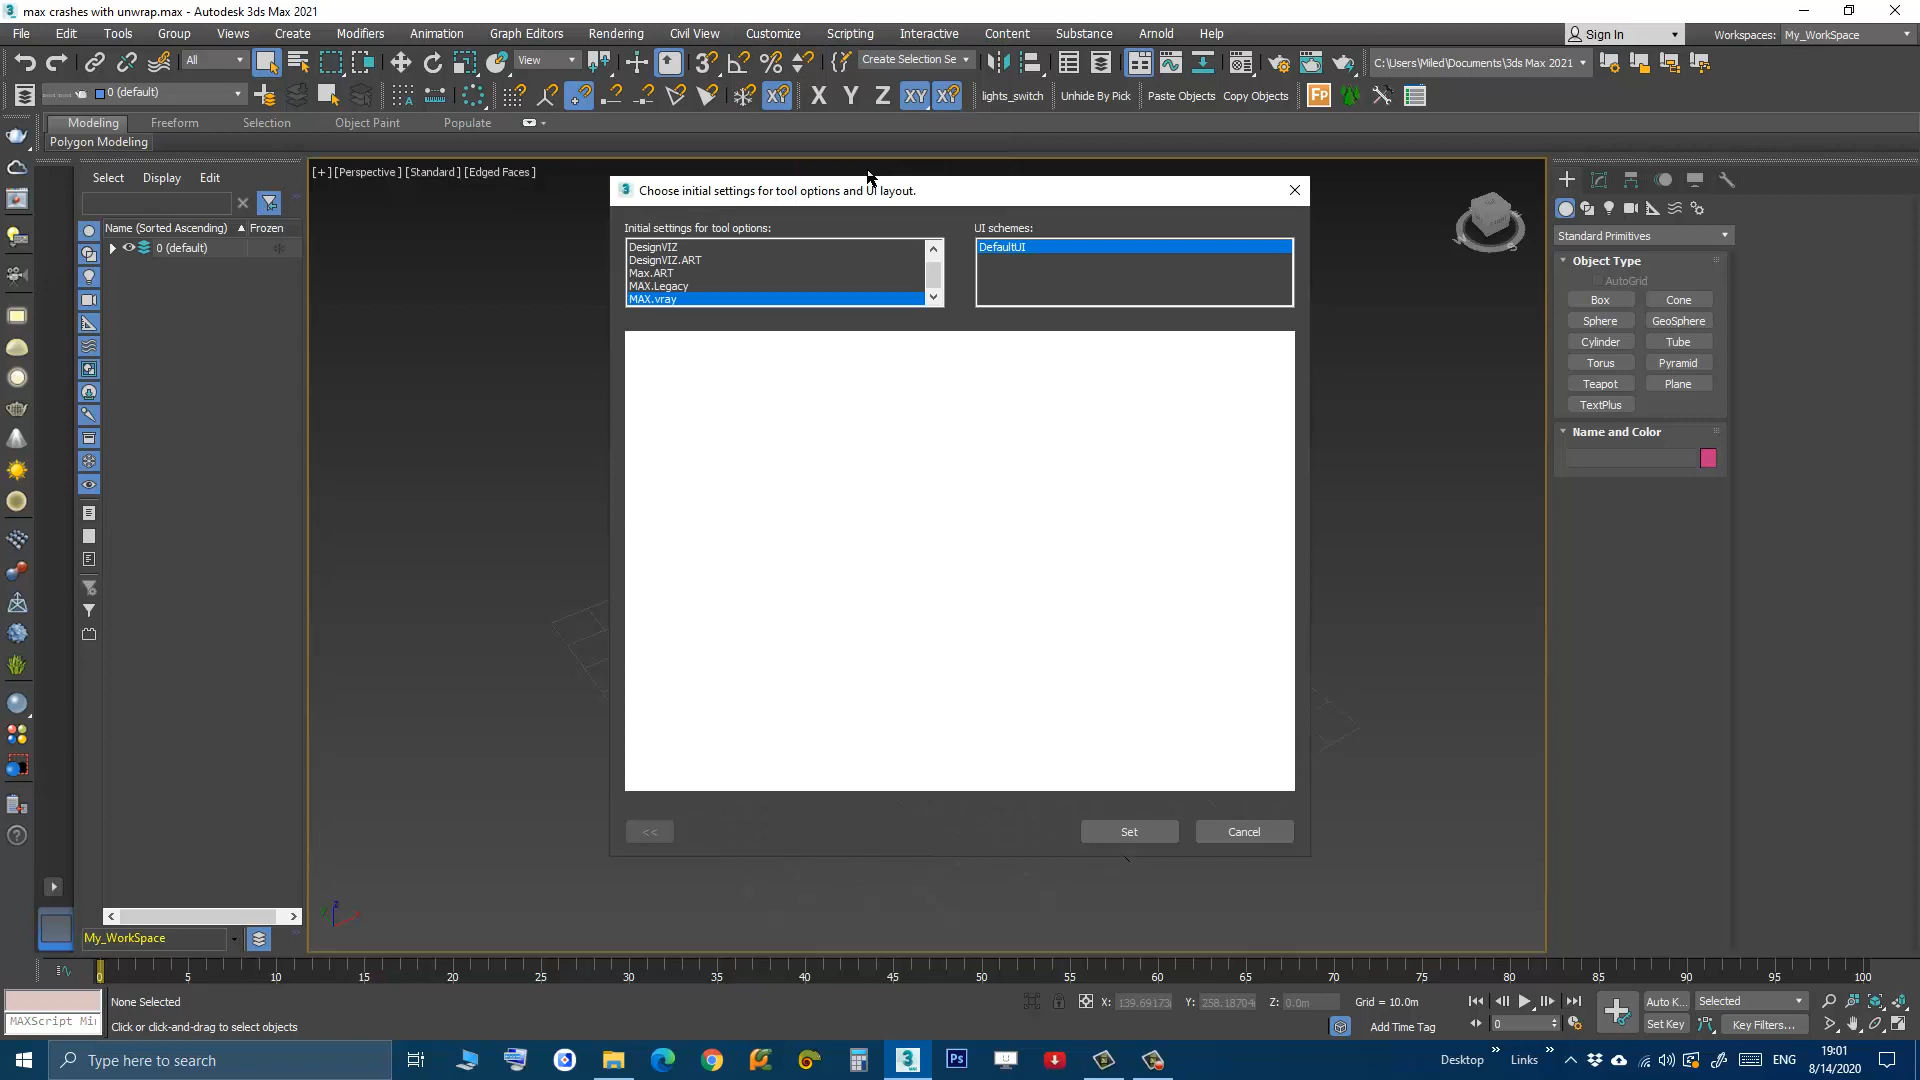 max crashes with unwrap.max - Autodesk 3ds Max 2021
File Edit Tools Group Views Create Modifiers Animation Graph Editors Rendering Civil View Customize Scripting Interactive Content Substance Arnold Help Sign In Workspaces: My_WorkSpace
All View Create Selection Se C:\Users\Miled\Documents\3ds Max 2021
0 (default) X Y Z XY XY lights_switch Unhide By Pick Paste Objects Copy Objects Fp
Modeling Freeform Selection Object Paint Populate
Polygon Modeling
Select Display Edit
[+] [Perspective ] [Standard ] [Edged Faces ]
Choose initial settings for tool options and UI layout.
Initial settings for tool options: UI schemes:
DesignVIZ
DesignVIZ.ART
Max.ART
MAX.Legacy
MAX.vray
DefaultUI
<< Set Cancel
Name (Sorted Ascending) Frozen
0 (default)
Standard Primitives
Object Type
AutoGrid
Box Cone
Sphere GeoSphere
Cylinder Tube
Torus Pyramid
Teapot Plane
TextPlus
Name and Color
My_WorkSpace
0 5 10 15 20 25 30 35 40 45 50 55 60 65 70 75 80 85 90 95 100
None Selected X: 139.69173 Y: 258.18704 Z: 0.0m Grid = 10.0m Auto K... Selected
MAXScript Mi Click or click-and-drag to select objects Add Time Tag 0 Set Key Key Filters...
Type here to search Ps Desktop Links ENG 19:01
8/14/2020